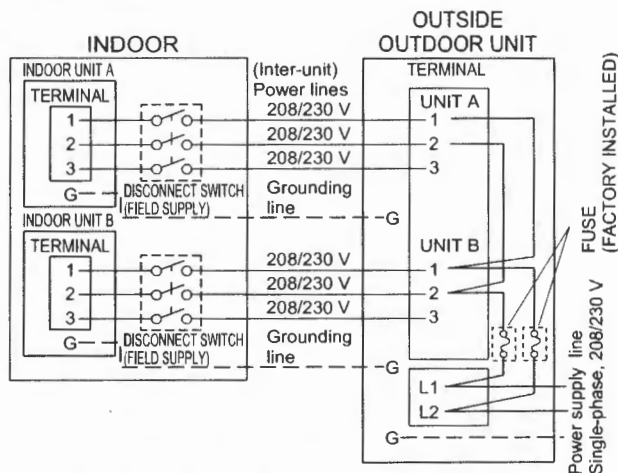 INDOOR
OUTSIDE
OUTDOOR UNIT
INDOOR UNIT A
TERMINAL
1
2
3
G
DISCONNECT SWITCH
(FIELD SUPPLY)
(Inter-unit)
Power lines
208/230 V
208/230 V
208/230 V
Grounding
line
TERMINAL
UNIT A
1
2
3
G
INDOOR UNIT B
TERMINAL
1
2
3
G
DISCONNECT SWITCH
(FIELD SUPPLY)
208/230 V
208/230 V
208/230 V
Grounding
line
UNIT B
1
2
3
G
L1
L2
G
FUSE
(FACTORY INSTALLED)
Power supply line
Single-phase, 208/230 V